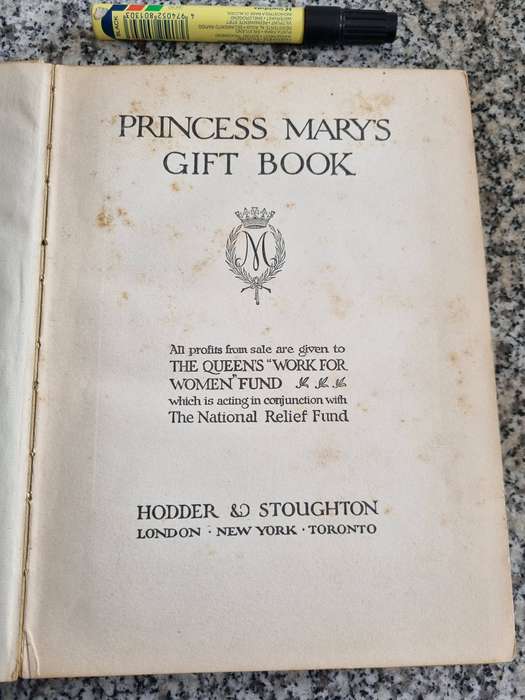 4974052801303
PRINCESS MARY'S
GIFT BOOK
M
All profits from sale are given to
THE QUEEN'S "WORK FOR
WOMEN" FUND
which is acting in conjunction with
The National Relief Fund
HODDER & STOUGHTON
LONDON · NEW YORK · TORONTO